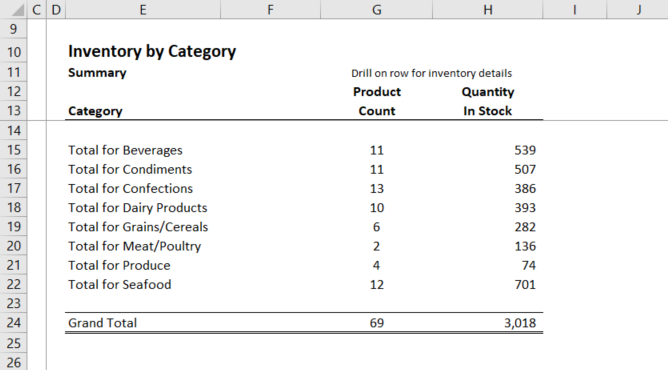 C D E F G H I J
9
10 Inventory by Category
11 Summary Drill on row for inventory details
12 Product Quantity
13 Category Count In Stock
14
15 Total for Beverages 11 539
16 Total for Condiments 11 507
17 Total for Confections 13 386
18 Total for Dairy Products 10 393
19 Total for Grains/Cereals 6 282
20 Total for Meat/Poultry 2 136
21 Total for Produce 4 74
22 Total for Seafood 12 701
23
24 Grand Total 69 3,018
25
26